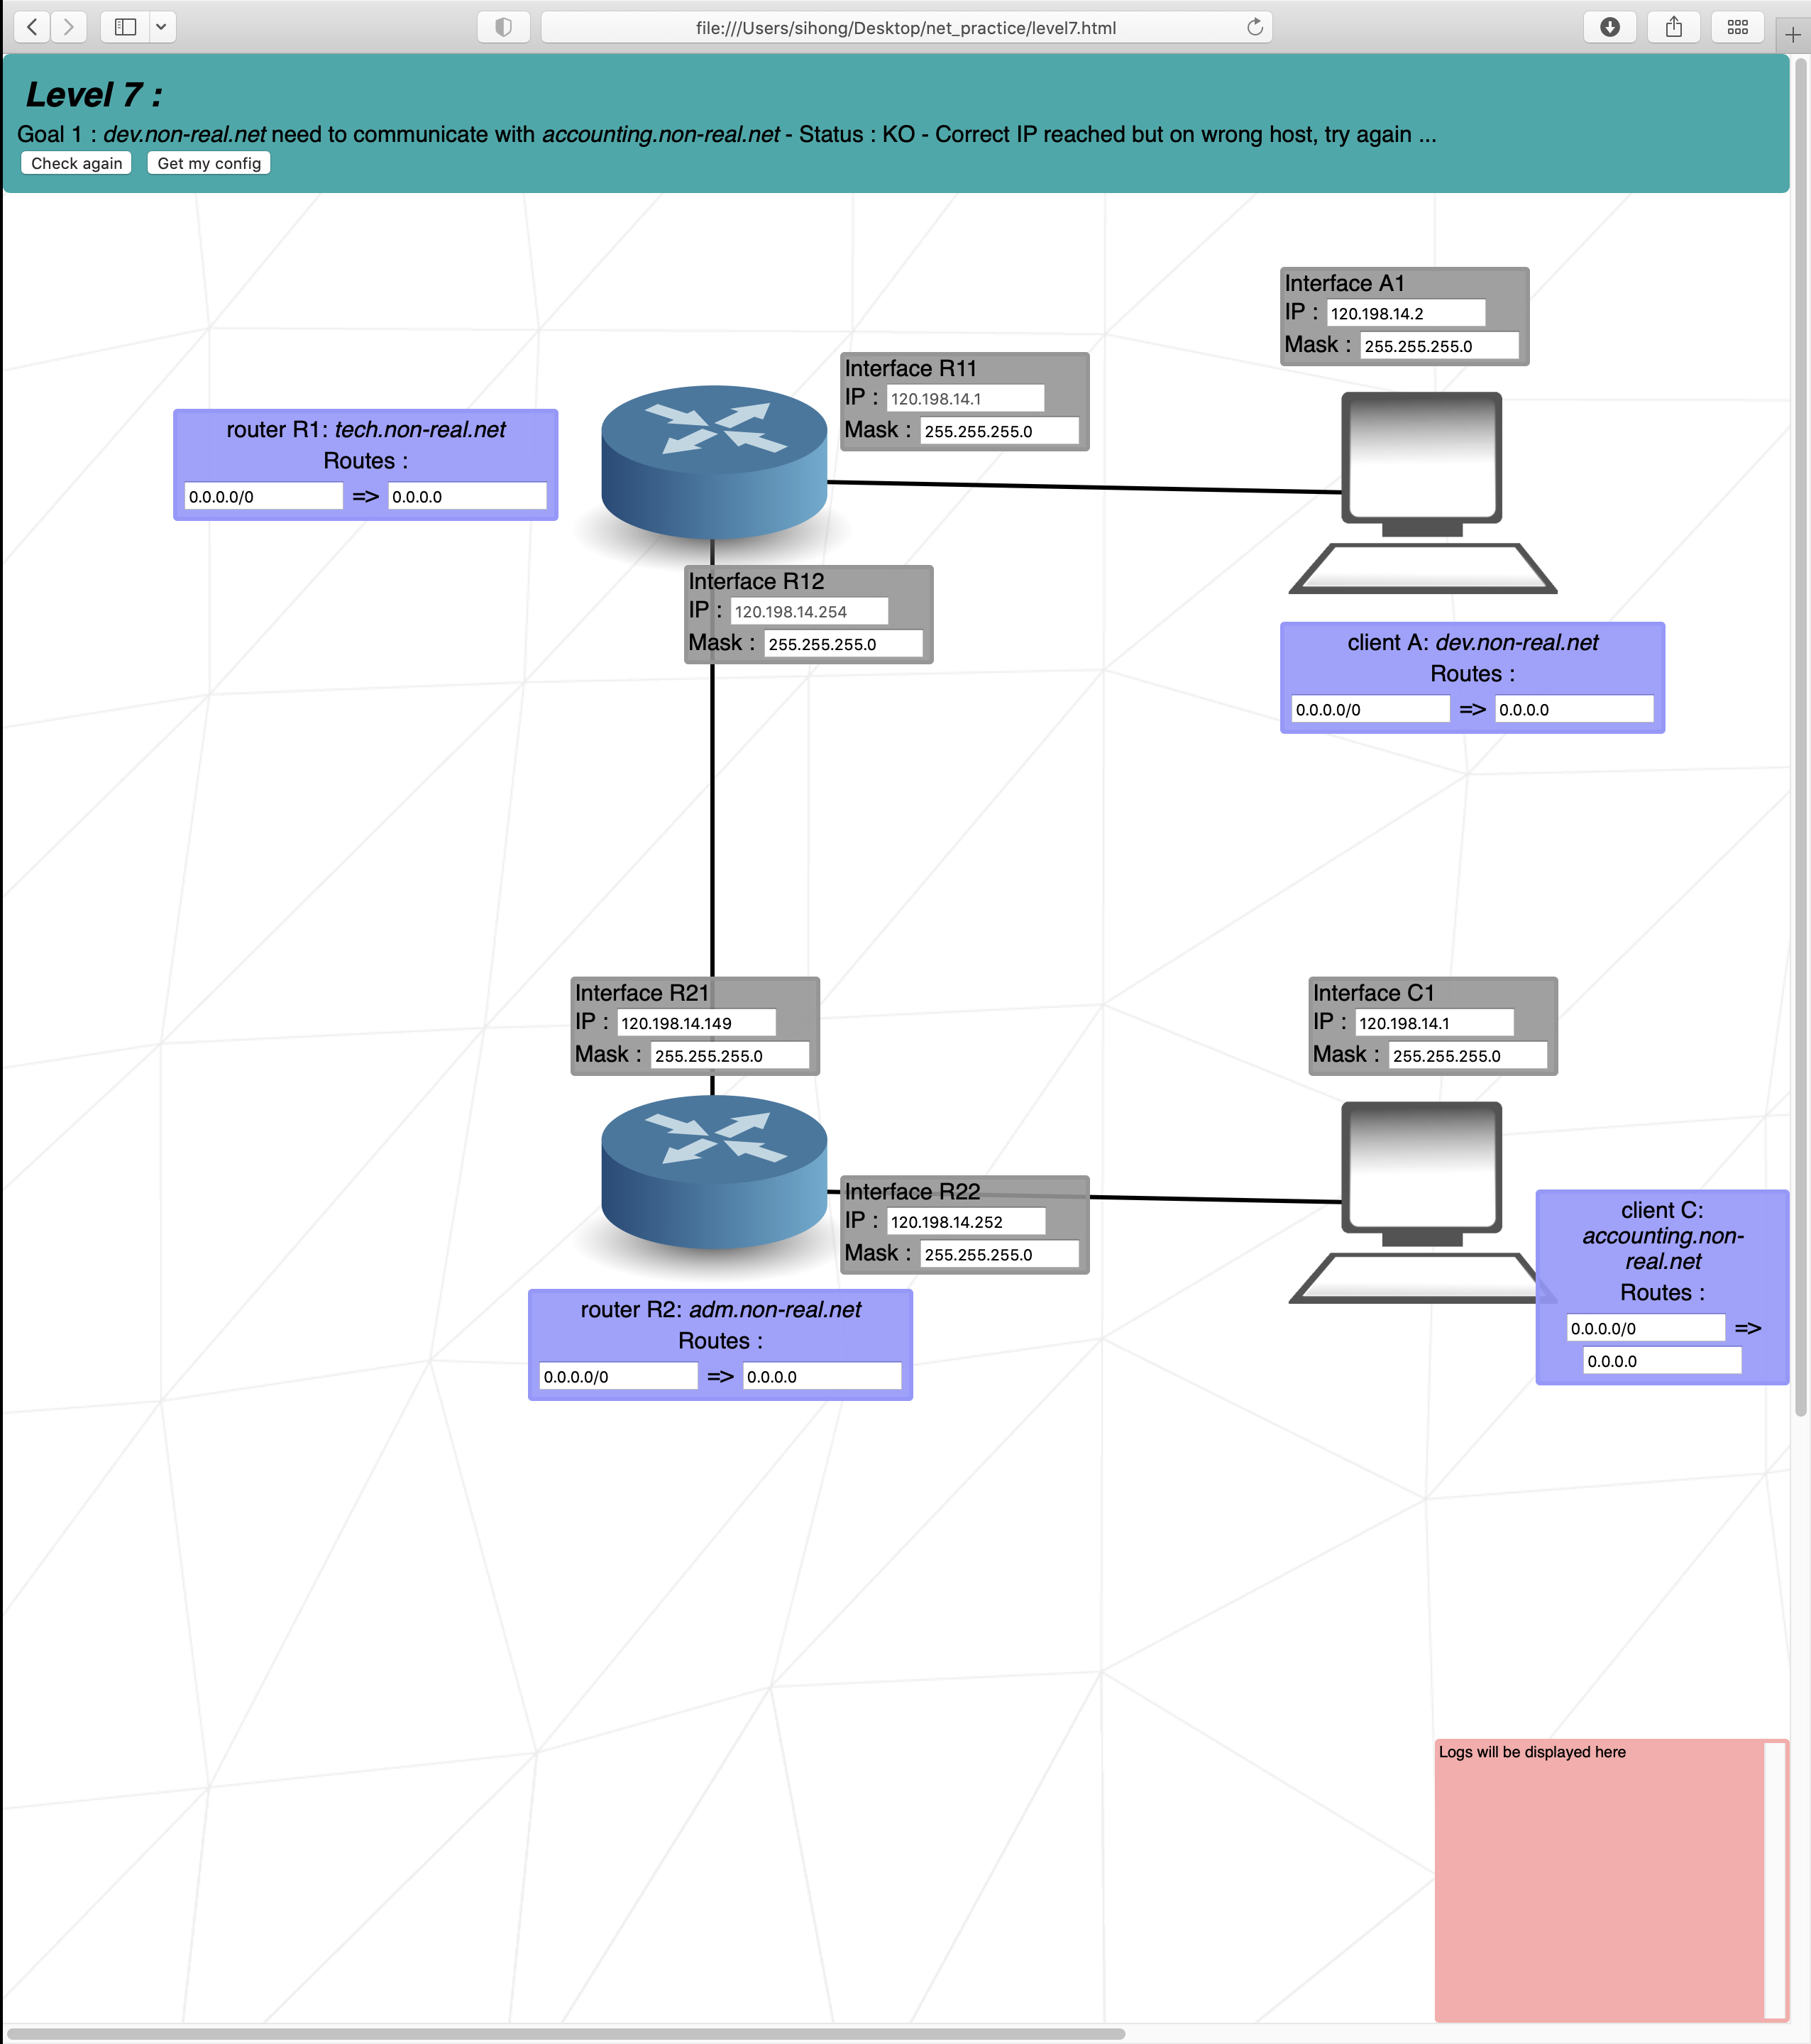 file:///Users/sihong/Desktop/net_practice/level7.html
Level 7 :
Goal 1 : dev.non-real.net need to communicate with accounting.non-real.net - Status : KO - Correct IP reached but on wrong host, try again ...
Check again Get my config
Interface A1
IP : 120.198.14.2
Mask : 255.255.255.0
Interface R11
IP : 120.198.14.1
Mask : 255.255.255.0
router R1: tech.non-real.net
Routes :
0.0.0.0/0 => 0.0.0.0
Interface R12
IP : 120.198.14.254
Mask : 255.255.255.0
client A: dev.non-real.net
Routes :
0.0.0.0/0 => 0.0.0.0
Interface R21
IP : 120.198.14.149
Mask : 255.255.255.0
Interface C1
IP : 120.198.14.1
Mask : 255.255.255.0
Interface R22
IP : 120.198.14.252
Mask : 255.255.255.0
client C:
accounting.non-
real.net
Routes :
0.0.0.0/0 =>
0.0.0.0
router R2: adm.non-real.net
Routes :
0.0.0.0/0 => 0.0.0.0
Logs will be displayed here